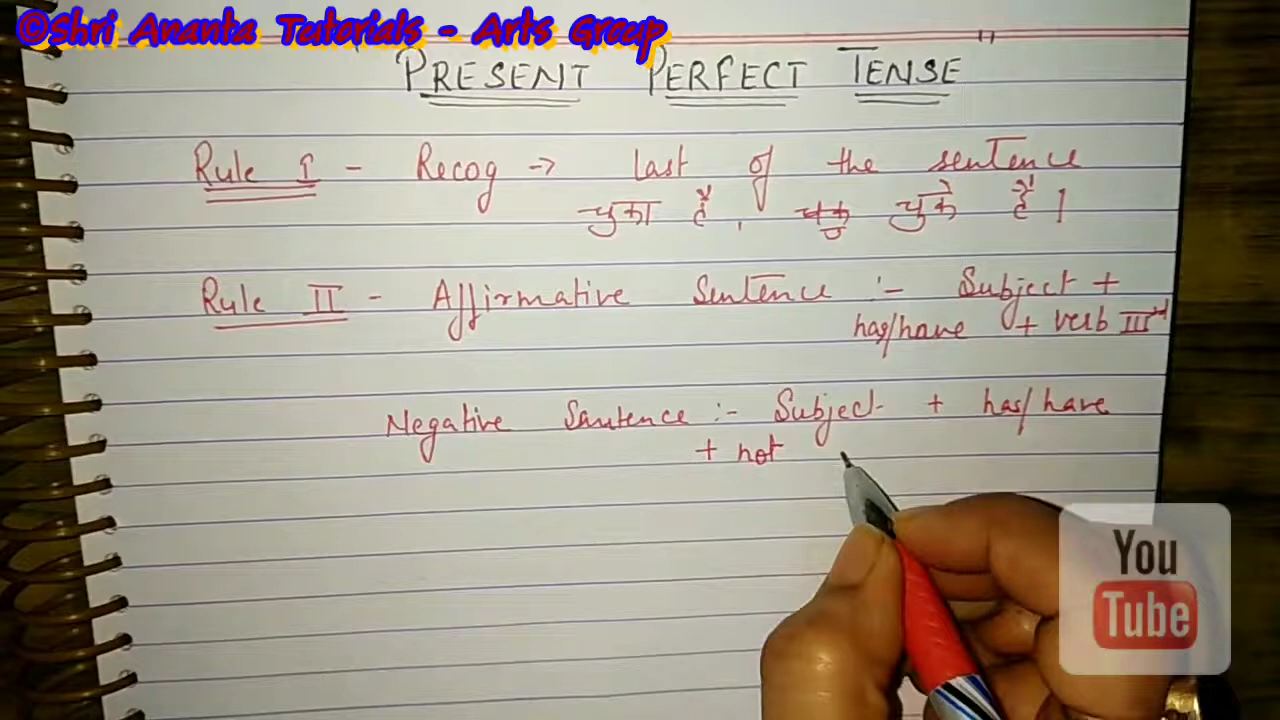 ©Shri Ananta Tutorials - Arts Group
PRESENT PERFECT TENSE
Rule I - Recog → Last of the sentence
चुका है, चुके हैं।
Rule II - Affirmative Sentence :- Subject +
has/have + verb IIIrd
Negative Sentence :- Subject + has/have
+ not
You
Tube